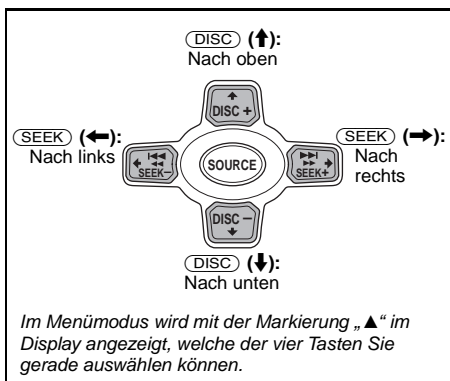 DISC (↑):
Nach oben
DISC +
SEEK (←):
Nach links
SEEK (→):
Nach
rechts
SEEK−
SOURCE
SEEK+
DISC −
DISC (↓):
Nach unten
Im Menümodus wird mit der Markierung „▲“ im
Display angezeigt, welche der vier Tasten Sie
gerade auswählen können.